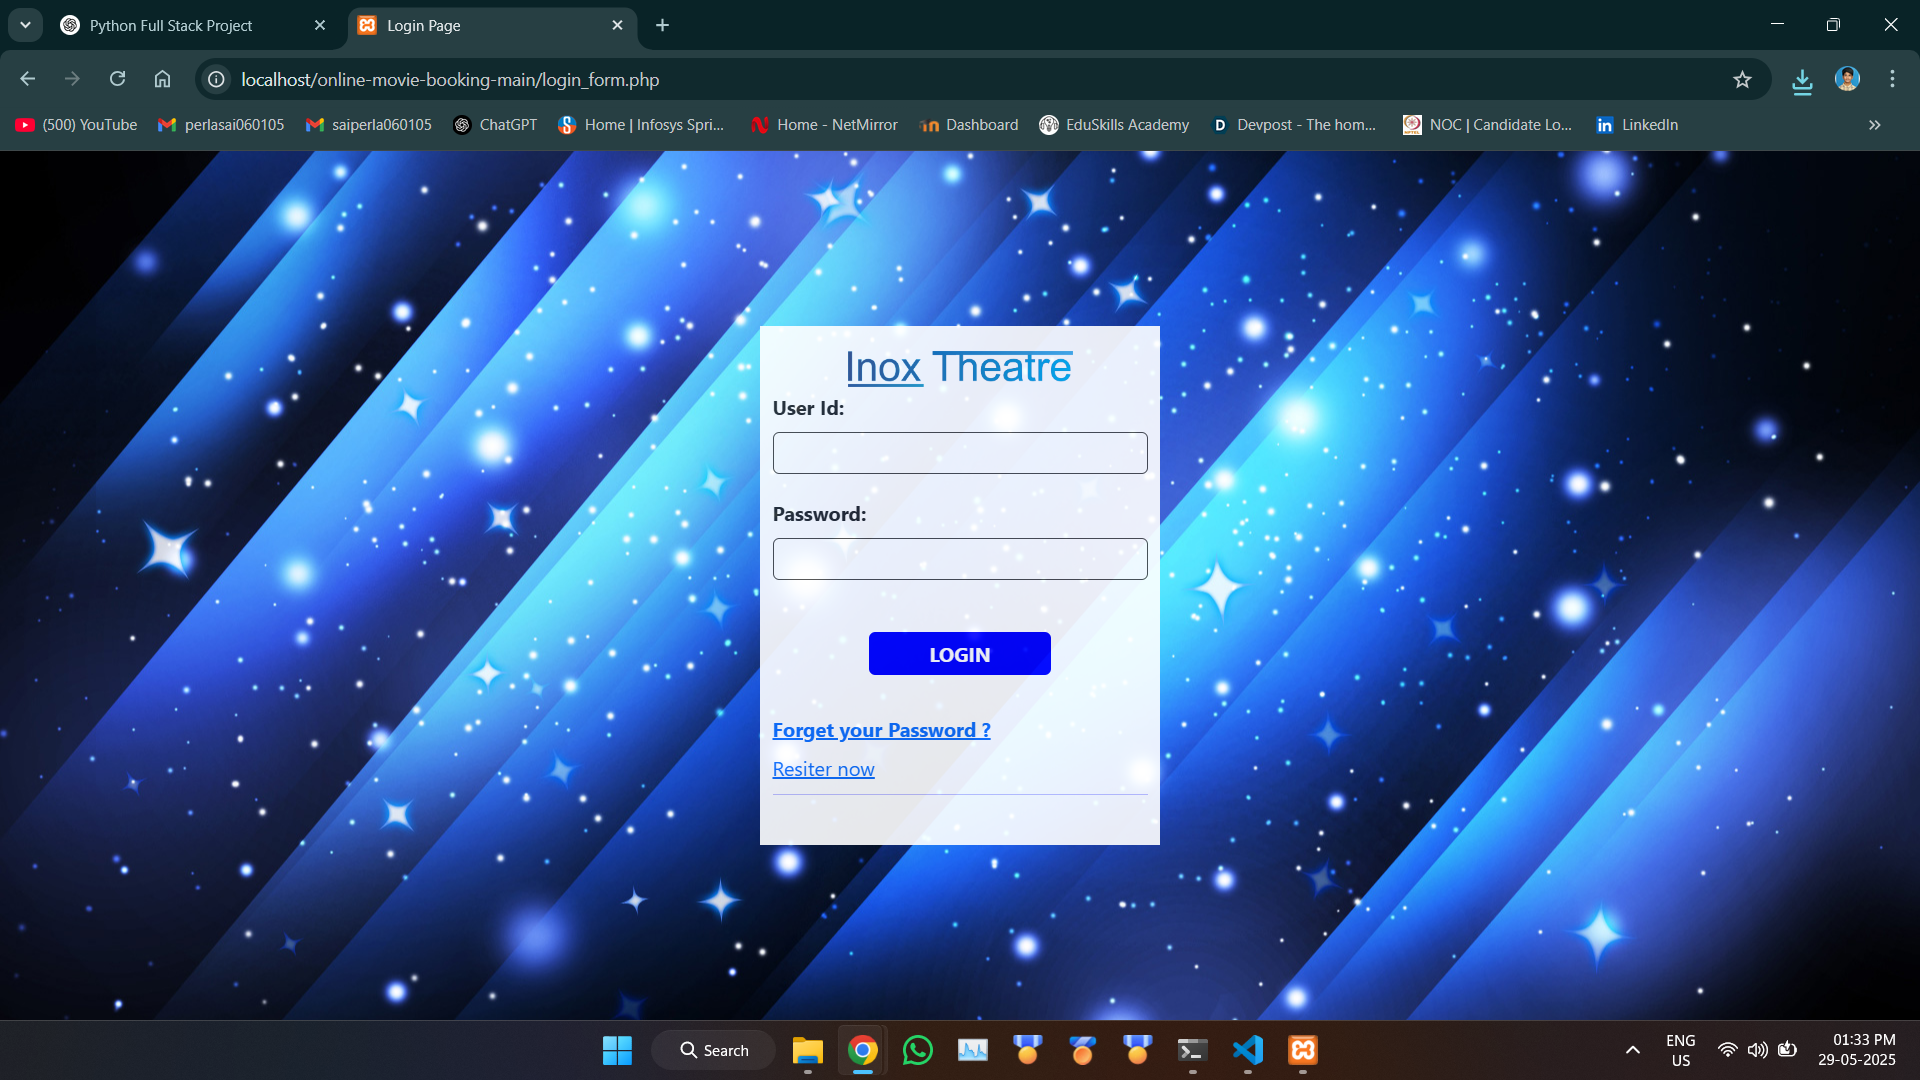 Python Full Stack Project
Login Page
localhost/online-movie-booking-main/login_form.php
(500) YouTube
perlasai060105
saiperla060105
ChatGPT
Home | Infosys Spri...
Home - NetMirror
Dashboard
EduSkills Academy
Devpost - The hom...
NOC | Candidate Lo...
LinkedIn
Inox Theatre
User Id:
Password:
LOGIN
Forget your Password ?
Resiter now
Search
ENG
US
01:33 PM
29-05-2025